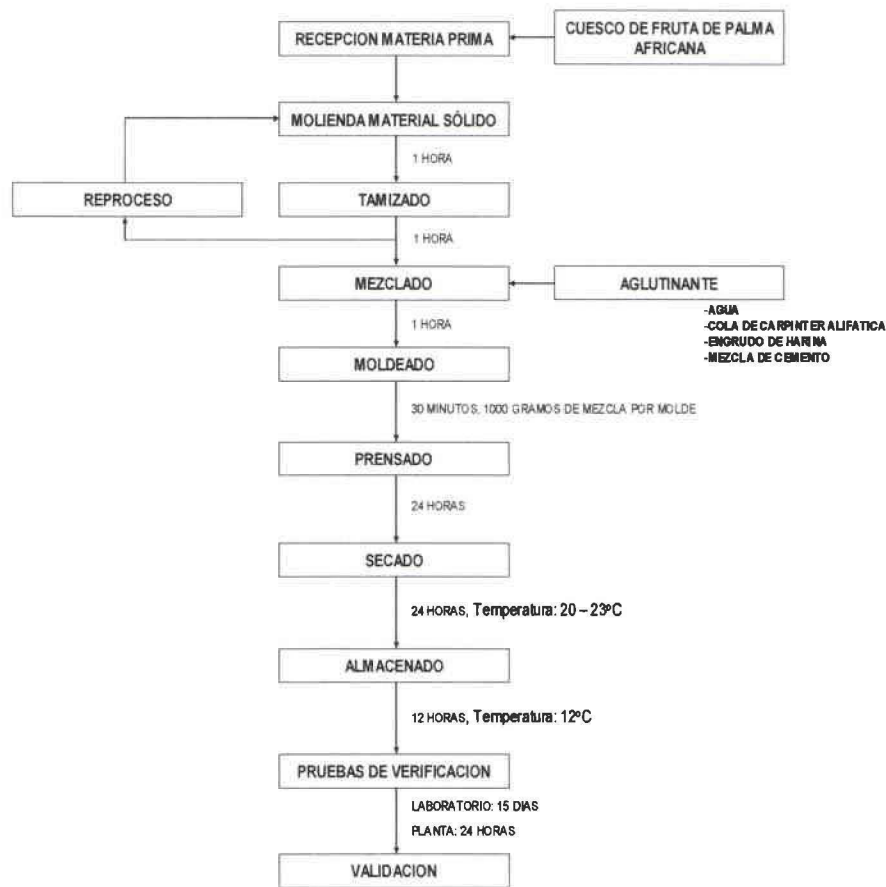 RECEPCION MATERIA PRIMA
CUESCO DE FRUTA DE PALMA
AFRICANA
MOLIENDA MATERIAL SÓLIDO
1 HORA
REPROCESO
TAMIZADO
1 HORA
MEZCLADO
AGLUTINANTE
-AGUA
-COLA DE CARPINTER ALIFATICA
-ENGRUDO DE HARINA
-MEZCLA DE CEMENTO
1 HORA
MOLDEADO
30 MINUTOS, 1000 GRAMOS DE MEZCLA POR MOLDE
PRENSADO
24 HORAS
SECADO
24 HORAS, Temperatura: 20 – 23ºC
ALMACENADO
12 HORAS, Temperatura: 12ºC
PRUEBAS DE VERIFICACION
LABORATORIO: 15 DIAS
PLANTA: 24 HORAS
VALIDACION